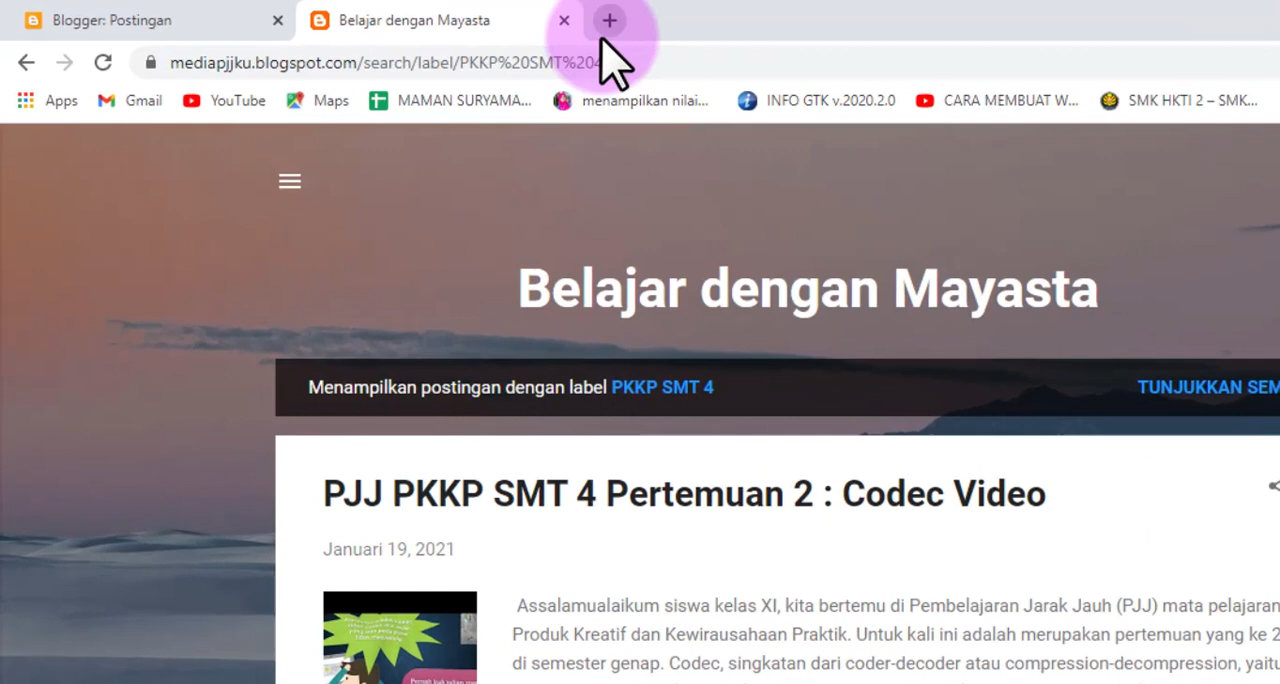 Blogger: Postingan
Belajar dengan Mayasta
mediapjjku.blogspot.com/search/label/PKKP%20SMT%204
Apps Gmail YouTube Maps MAMAN SURYAMA... menampilkan nilai... INFO GTK v.2020.2.0 CARA MEMBUAT W... SMK HKTI 2 – SMK...
Belajar dengan Mayasta
Menampilkan postingan dengan label PKKP SMT 4
TUNJUKKAN SEM
PJJ PKKP SMT 4 Pertemuan 2 : Codec Video
Januari 19, 2021
Assalamualaikum siswa kelas XI, kita bertemu di Pembelajaran Jarak Jauh (PJJ) mata pelajaran
Produk Kreatif dan Kewirausahaan Praktik. Untuk kali ini adalah merupakan pertemuan yang ke 2
di semester genap. Codec, singkatan dari coder-decoder atau compression-decompression, yaitu